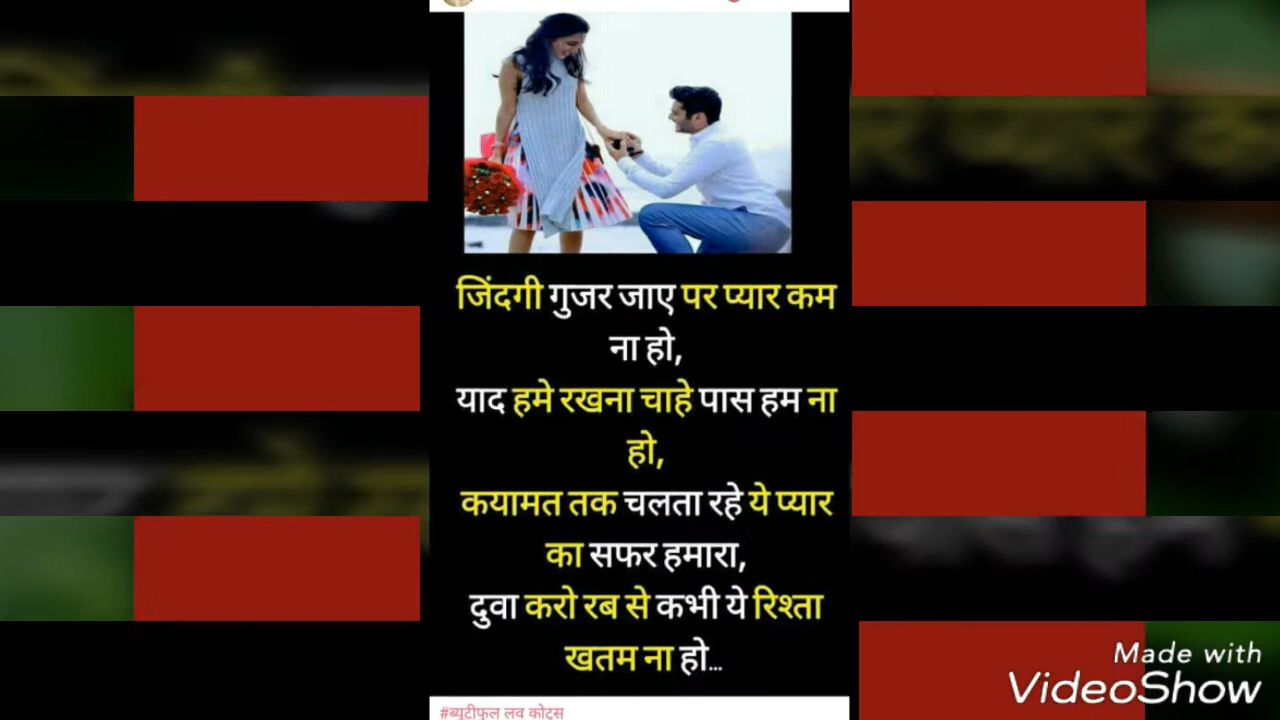 जिंदगी गुजर जाए पर प्यार कम
ना हो,
याद हमे रखना चाहे पास हम ना
हो,
कयामत तक चलता रहे ये प्यार
का सफर हमारा,
दुवा करो रब से कभी ये रिश्ता
खतम ना हो...
#ब्यूटीफुल लव कोट्स
Made with
VideoShow